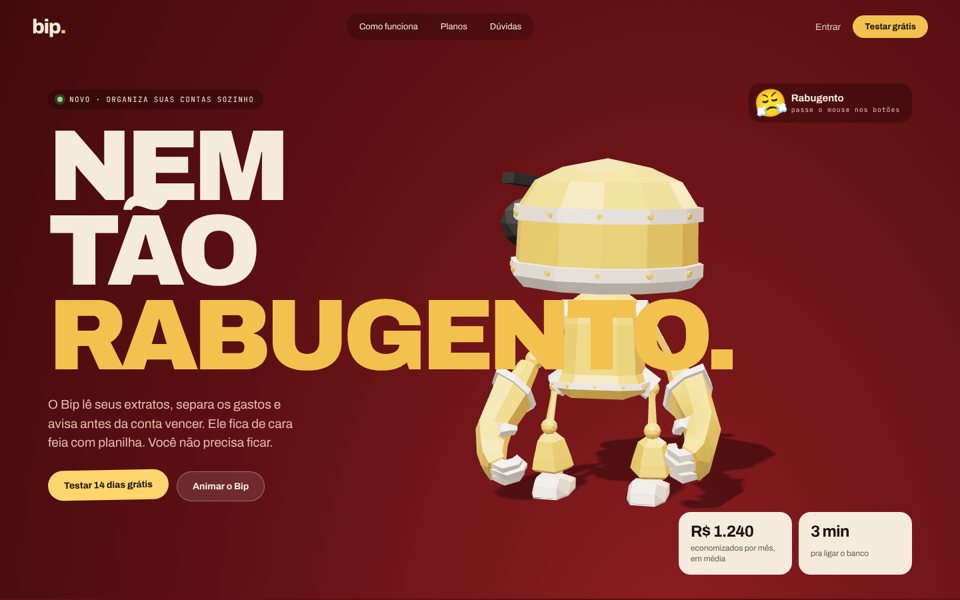 bip.
Como funciona
Planos
Dúvidas
Entrar
Testar grátis
NOVO · ORGANIZA SUAS CONTAS SOZINHO
Rabugento
passe o mouse nos botões
NEM
TÃO
RABUGENTO.
O Bip lê seus extratos, separa os gastos e
avisa antes da conta vencer. Ele fica de cara
feia com planilha. Você não precisa ficar.
Testar 14 dias grátis
Animar o Bip
R$ 1.240
economizados por mês,
em média
3 min
pra ligar o banco